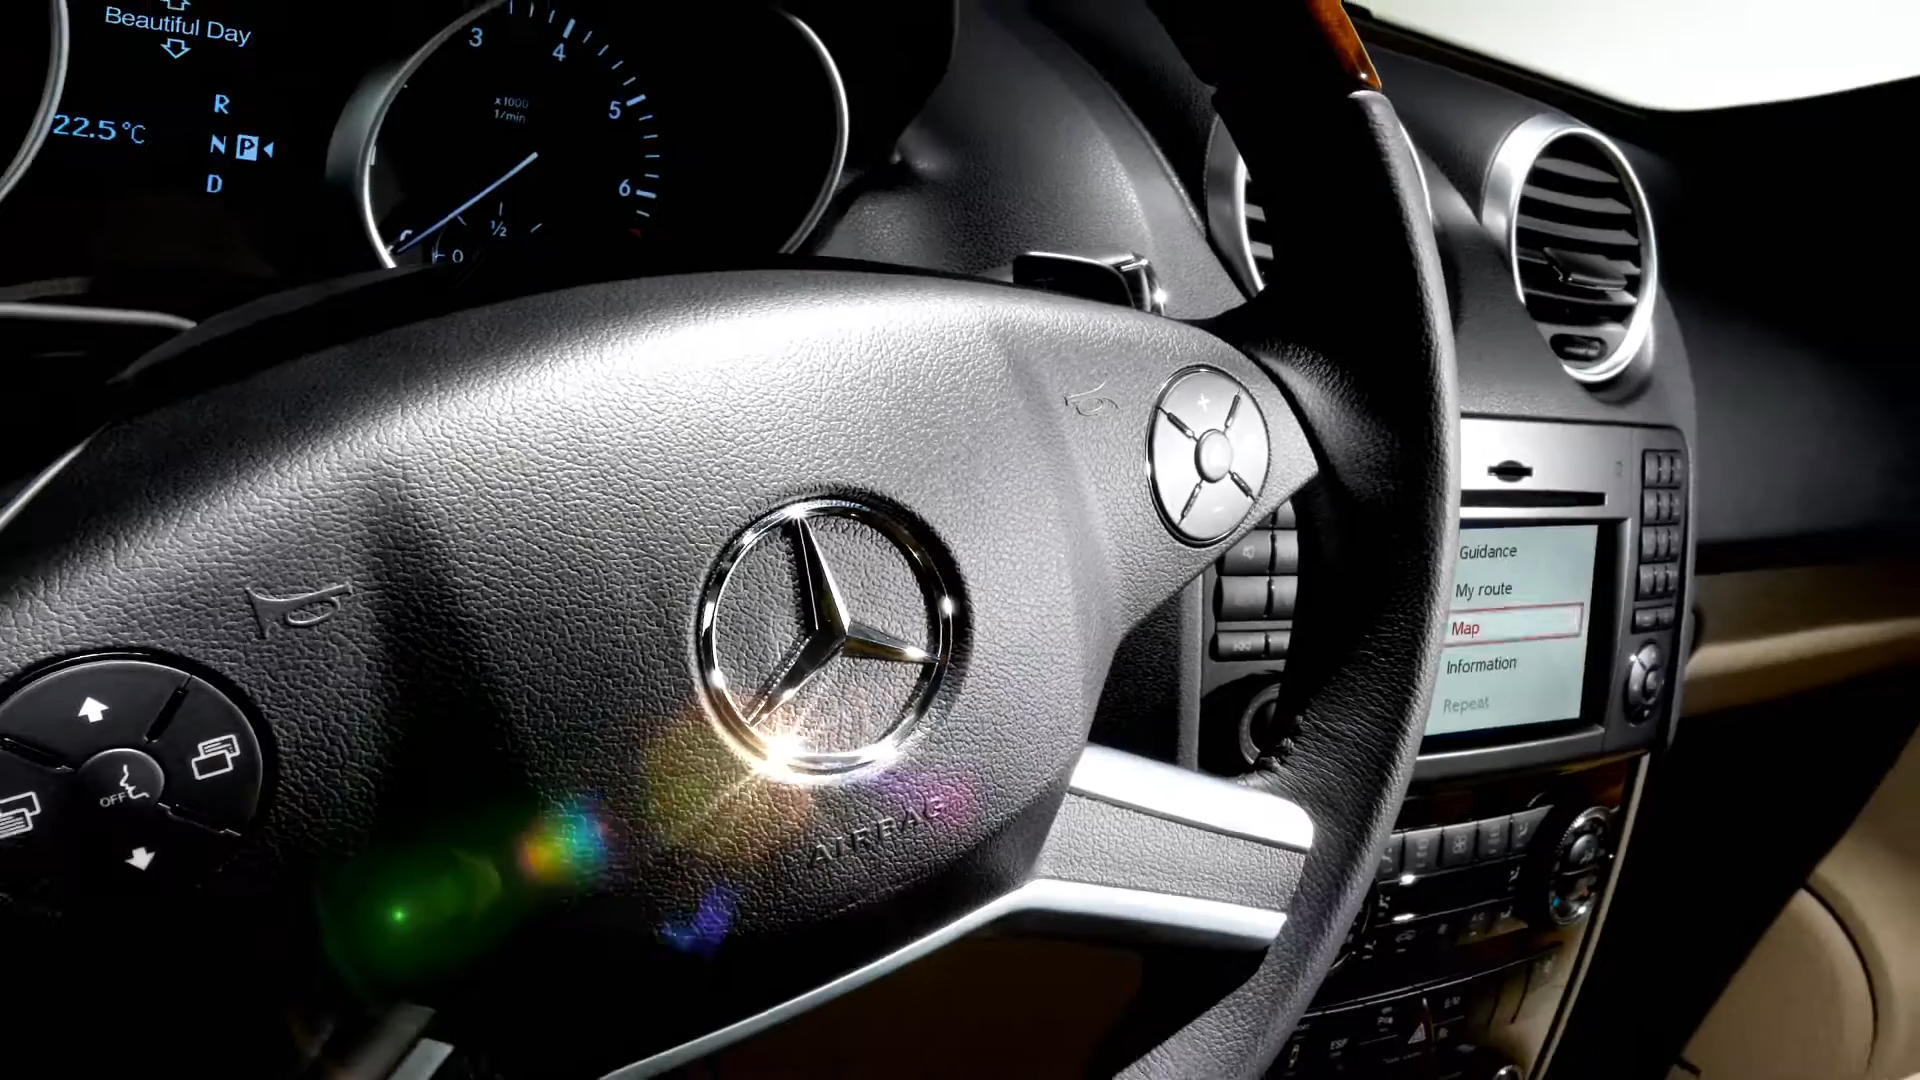 Beautiful Day
22.5°C
R
N P
D
3
4
5
6
x1000
1/min
1/2
0
+
OFF
AIRBAG
Guidance
My route
Map
Information
Repeat
ESP